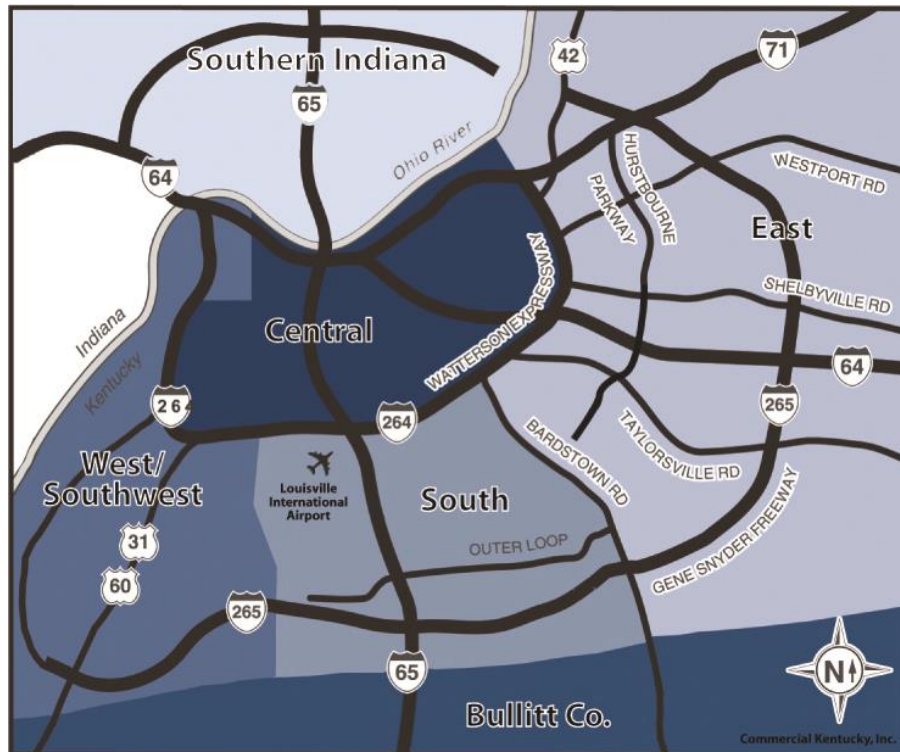 Southern Indiana
65
42
71
64
Ohio River
HURSTBOURNE
PARKWAY
WESTPORT RD
East
SHELBYVILLE RD
WATTERSON EXPRESSWAY
Central
Indiana
Kentucky
64
264
264
265
BARDSTOWN RD
TAYLORSVILLE RD
West/
Southwest
Louisville
International
Airport
South
31
60
OUTER LOOP
GENE SNYDER FREEWAY
265
65
N
Bullitt Co.
Commercial Kentucky, Inc.